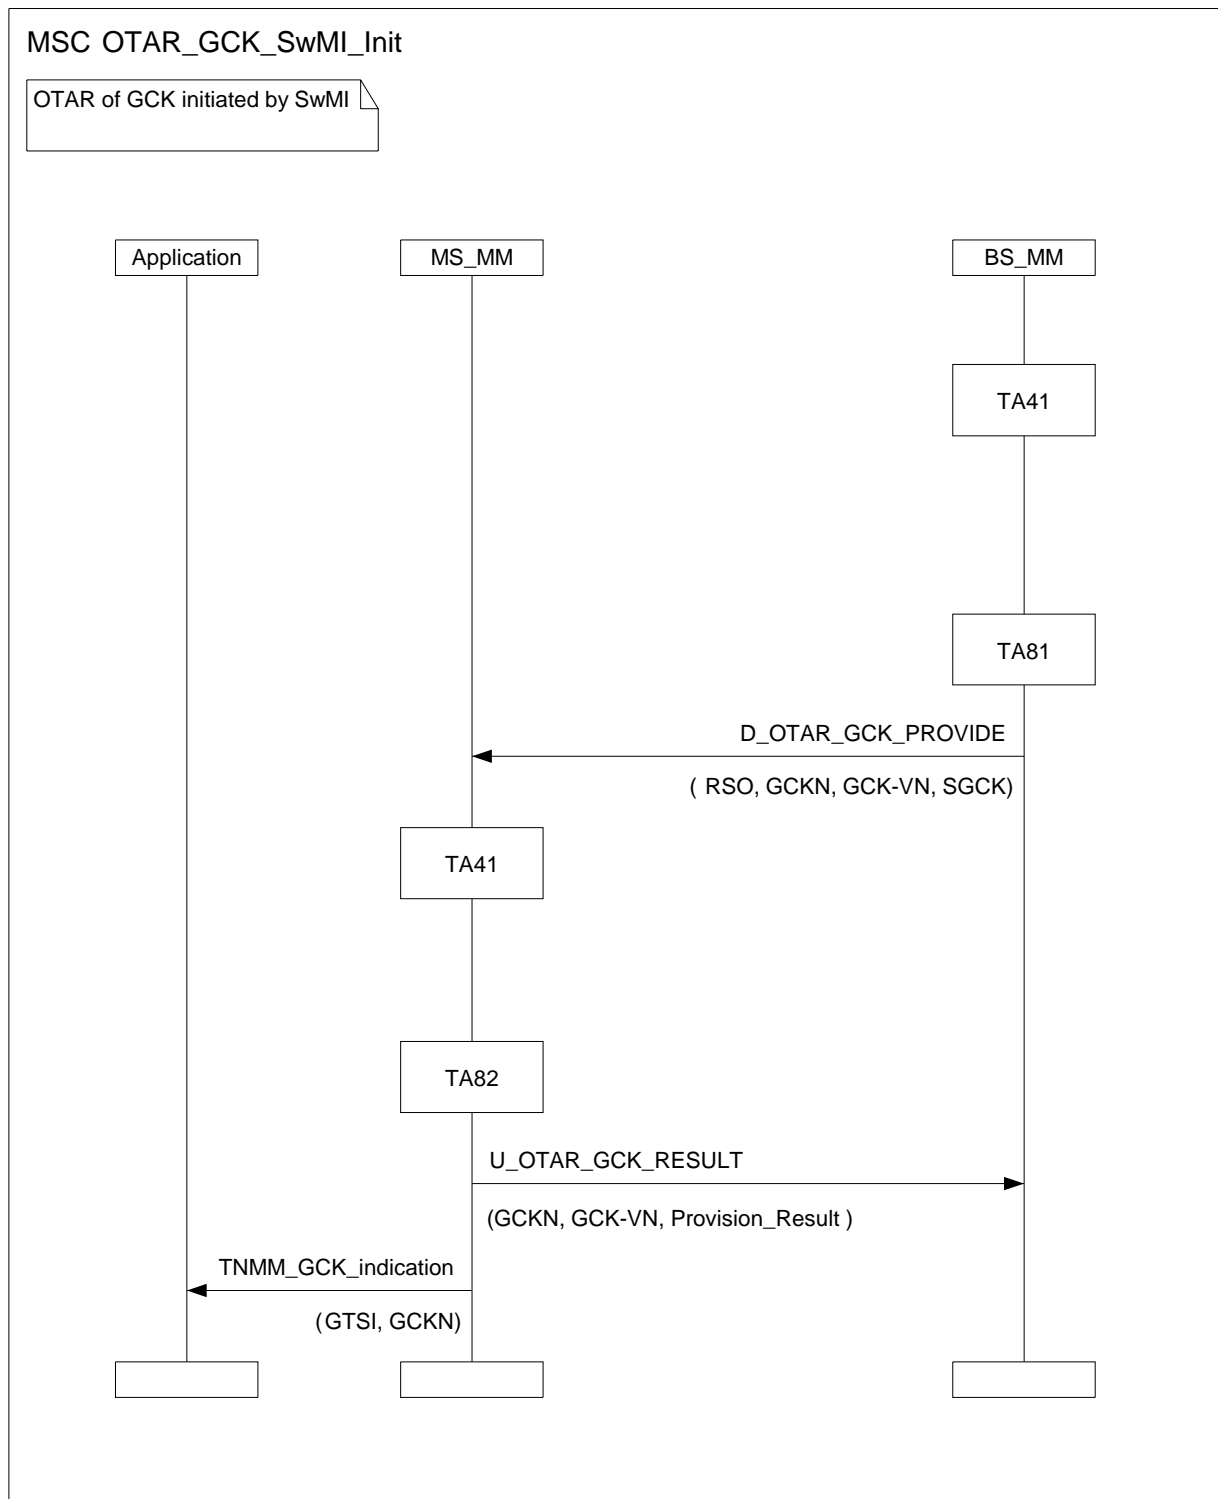 MSC OTAR_GCK_SwMI_Init
OTAR of GCK initiated by SwMI
Application
MS_MM
BS_MM
TA41
TA81
D_OTAR_GCK_PROVIDE
( RSO, GCKN, GCK-VN, SGCK)
TA41
TA82
U_OTAR_GCK_RESULT
(GCKN, GCK-VN, Provision_Result )
TNMM_GCK_indication
(GTSI, GCKN)